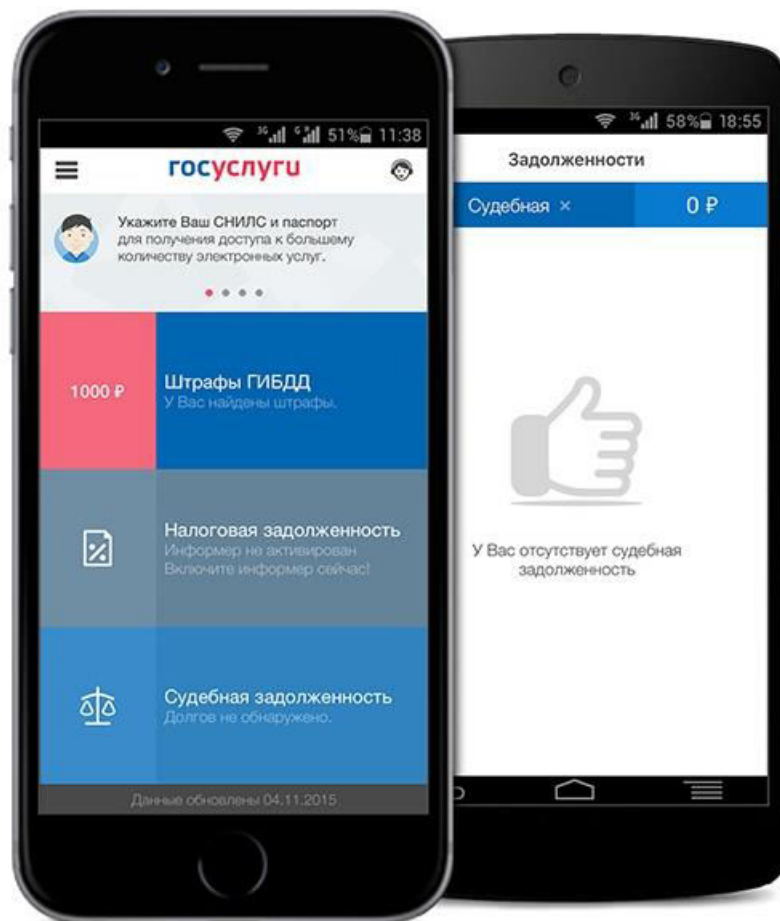 3G G 51% 11:38
госуслуги
Укажите Ваш СНИЛС и паспорт
для получения доступа к большему
количеству электронных услуг.
1000 ₽
Штрафы ГИБДД
У Вас найдены штрафы.
Налоговая задолженность
Информер не активирован
Включите информер сейчас!
Судебная задолженность
Долгов не обнаружено.
Данные обновлены 04.11.2015
3G 58% 18:55
Задолженности
Судебная × 0 ₽
У Вас отсутствует судебная
задолженность